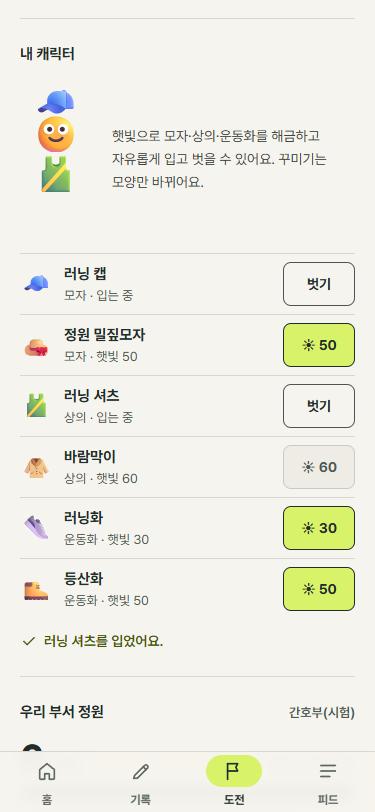 내 캐릭터
햇빛으로 모자·상의·운동화를 해금하고
자유롭게 입고 벗을 수 있어요. 꾸미기는
모양만 바뀌어요.
러닝 캡
모자 · 입는 중
벗기
정원 밀짚모자
모자 · 햇빛 50
☀ 50
러닝 셔츠
상의 · 입는 중
벗기
바람막이
상의 · 햇빛 60
☀ 60
러닝화
운동화 · 햇빛 30
☀ 30
등산화
운동화 · 햇빛 50
☀ 50
✓ 러닝 셔츠를 입었어요.
우리 부서 정원
간호부(시험)
홈
기록
도전
피드